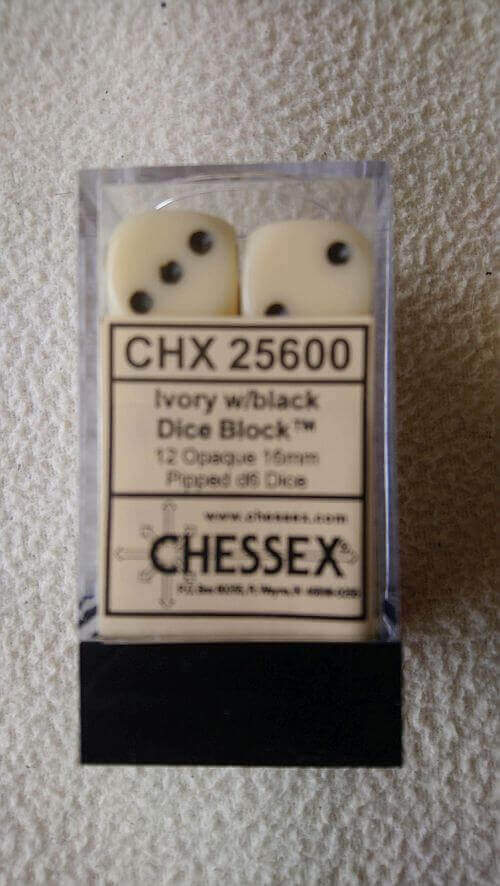 CHX 25600
Ivory w/black
Dice Block™
12 Opaque 16mm
Pipped d6 Dice
www.chessex.com
CHESSEX®